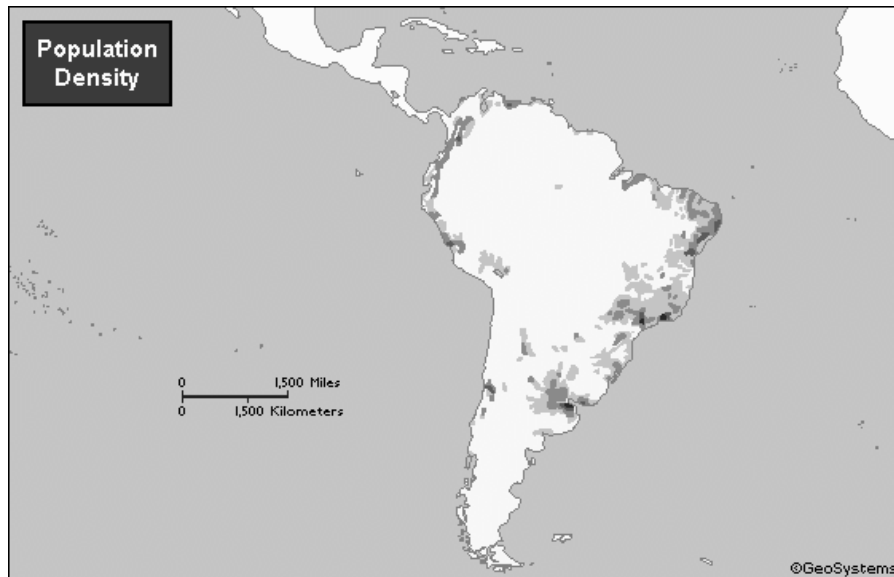 Population
Density
0 1,500 Miles
0 1,500 Kilometers
©GeoSystems